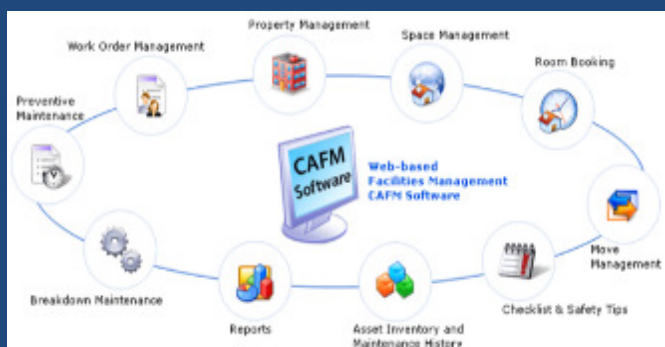 Property Management
Space Management
Work Order Management
Room Booking
Preventive
Maintenance
CAFM
Software
Web-based
Facilities Management
CAFM Software
Move
Management
Breakdown Maintenance
Reports
Asset Inventory and
Maintenance History
Checklist & Safety Tips